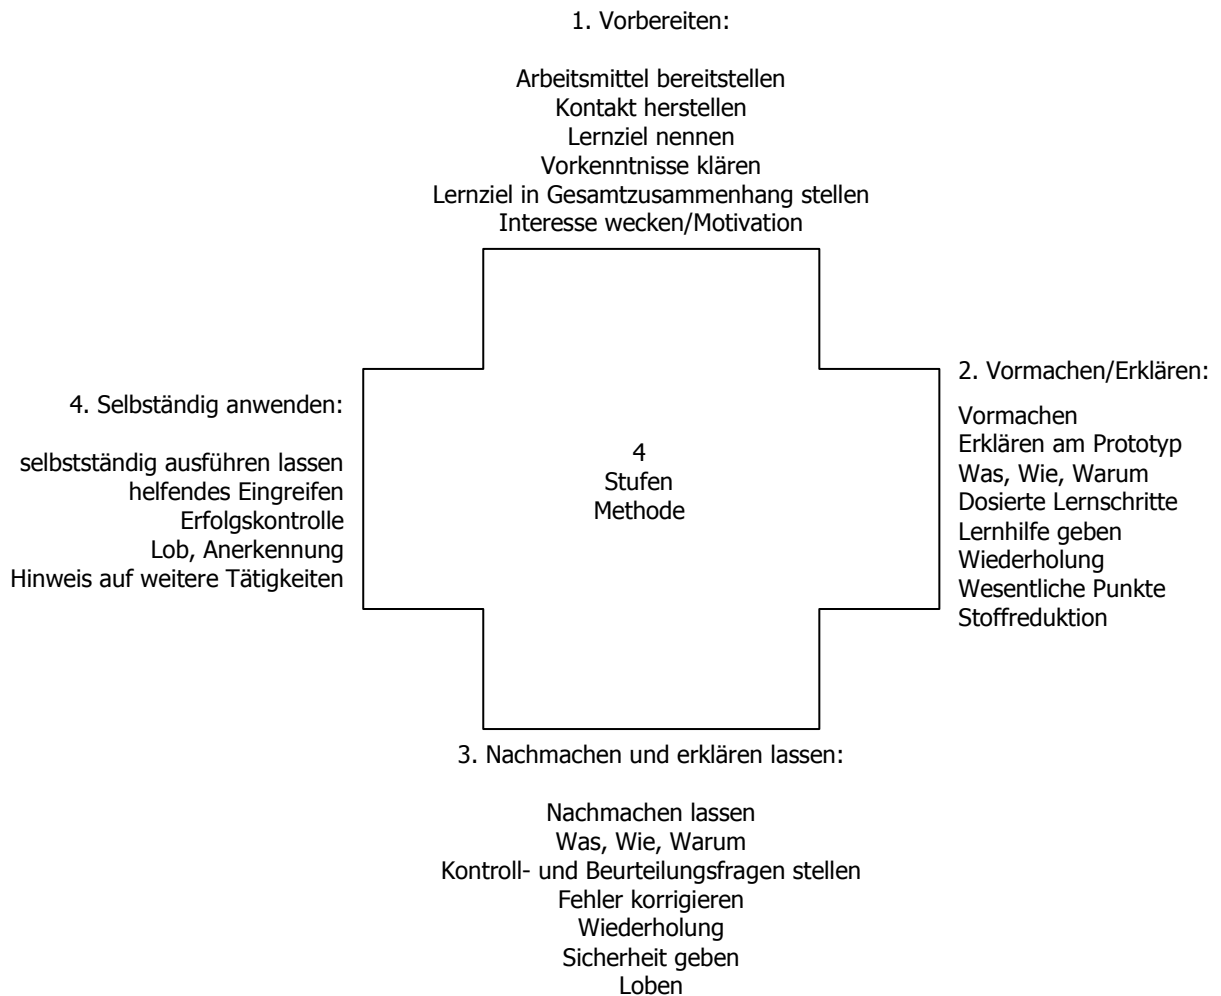 1. Vorbereiten:
Arbeitsmittel bereitstellen
Kontakt herstellen
Lernziel nennen
Vorkenntnisse klären
Lernziel in Gesamtzusammenhang stellen
Interesse wecken/Motivation
2. Vormachen/Erklären:
Vormachen
Erklären am Prototyp
Was, Wie, Warum
Dosierte Lernschritte
Lernhilfe geben
Wiederholung
Wesentliche Punkte
Stoffreduktion
4
Stufen
Methode
3. Nachmachen und erklären lassen:
Nachmachen lassen
Was, Wie, Warum
Kontroll- und Beurteilungsfragen stellen
Fehler korrigieren
Wiederholung
Sicherheit geben
Loben
4. Selbständig anwenden:
selbstständig ausführen lassen
helfendes Eingreifen
Erfolgskontrolle
Lob, Anerkennung
Hinweis auf weitere Tätigkeiten